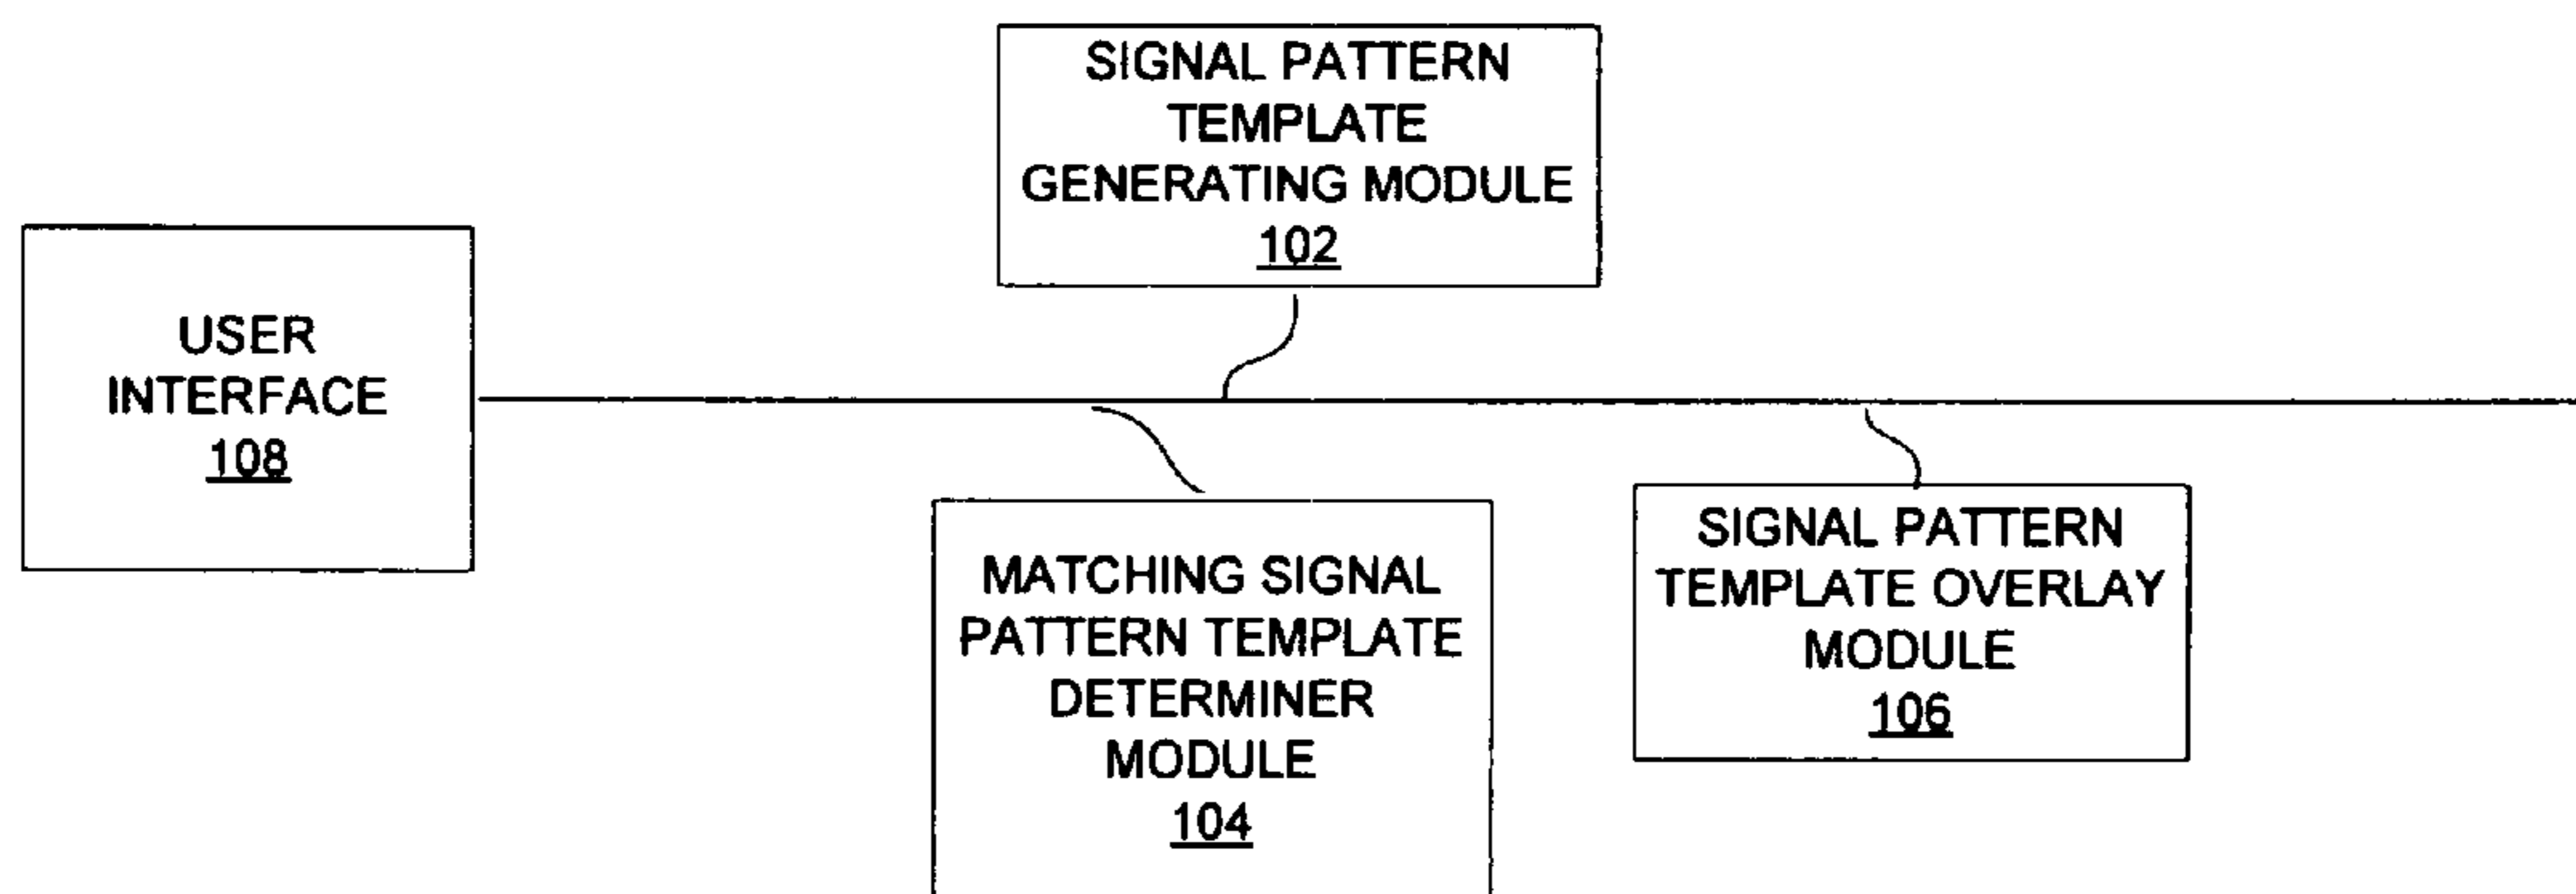 SIGNAL PATTERN
TEMPLATE
GENERATING MODULE
102
USER
INTERFACE
108
MATCHING SIGNAL
PATTERN TEMPLATE
DETERMINER
MODULE
104
SIGNAL PATTERN
TEMPLATE OVERLAY
MODULE
106